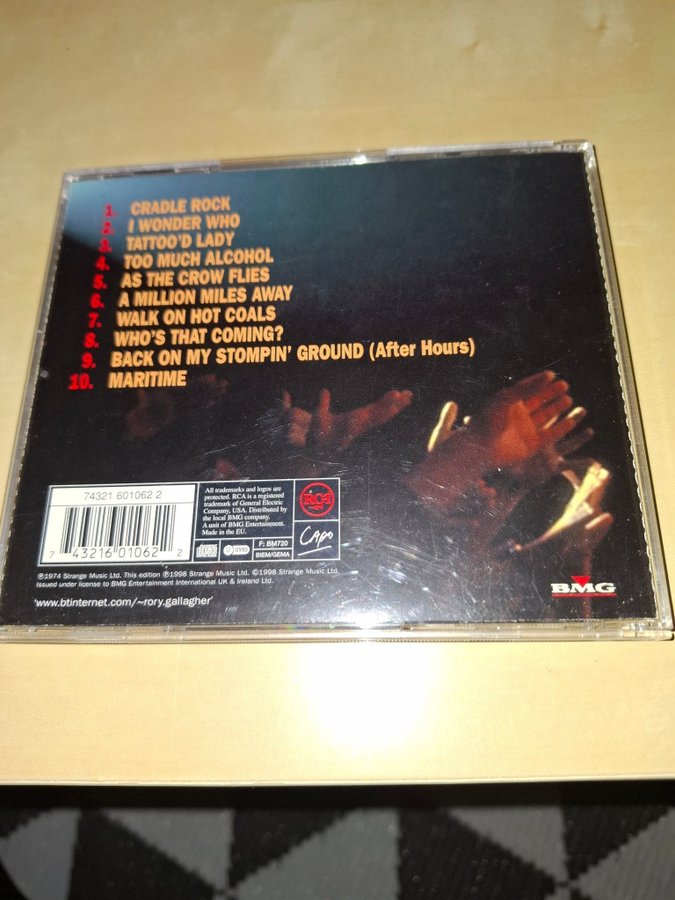 1. CRADLE ROCK
2. I WONDER WHO
3. TATTOO'D LADY
4. TOO MUCH ALCOHOL
5. AS THE CROW FLIES
6. A MILLION MILES AWAY
7. WALK ON HOT COALS
8. WHO'S THAT COMING?
9. BACK ON MY STOMPIN' GROUND (After Hours)
10. MARITIME
74321 601062 2
7 43216 01062 2
All trademarks and logos are
protected. RCA is a registered
trademark of General Electric
Company, USA. Distributed by
the local BMG company.
A unit of BMG Entertainment.
Made in the EU.
RCA
CAPO
F: BM720
BIEM/GEMA
℗1974 Strange Music Ltd. This edition ℗1998 Strange Music Ltd. ©1998 Strange Music Ltd.
Issued under license to BMG Entertainment International UK & Ireland Ltd.
'www.btinternet.com/~rory.gallagher'
BMG